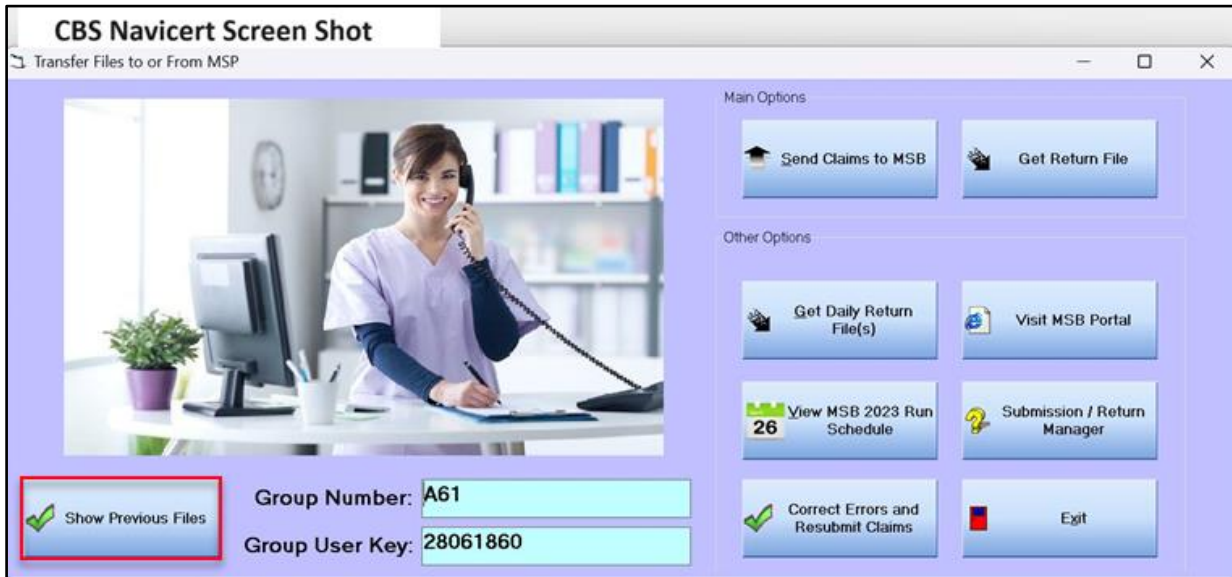 CBS Navicert Screen Shot
Transfer Files to or From MSP
Main Options
Send Claims to MSB
Get Return File
Other Options
Get Daily Return
File(s)
Visit MSB Portal
26
View MSB 2023 Run
Schedule
Submission / Return
Manager
Show Previous Files
Group Number: A61
Group User Key: 28061860
Correct Errors and
Resubmit Claims
Exit